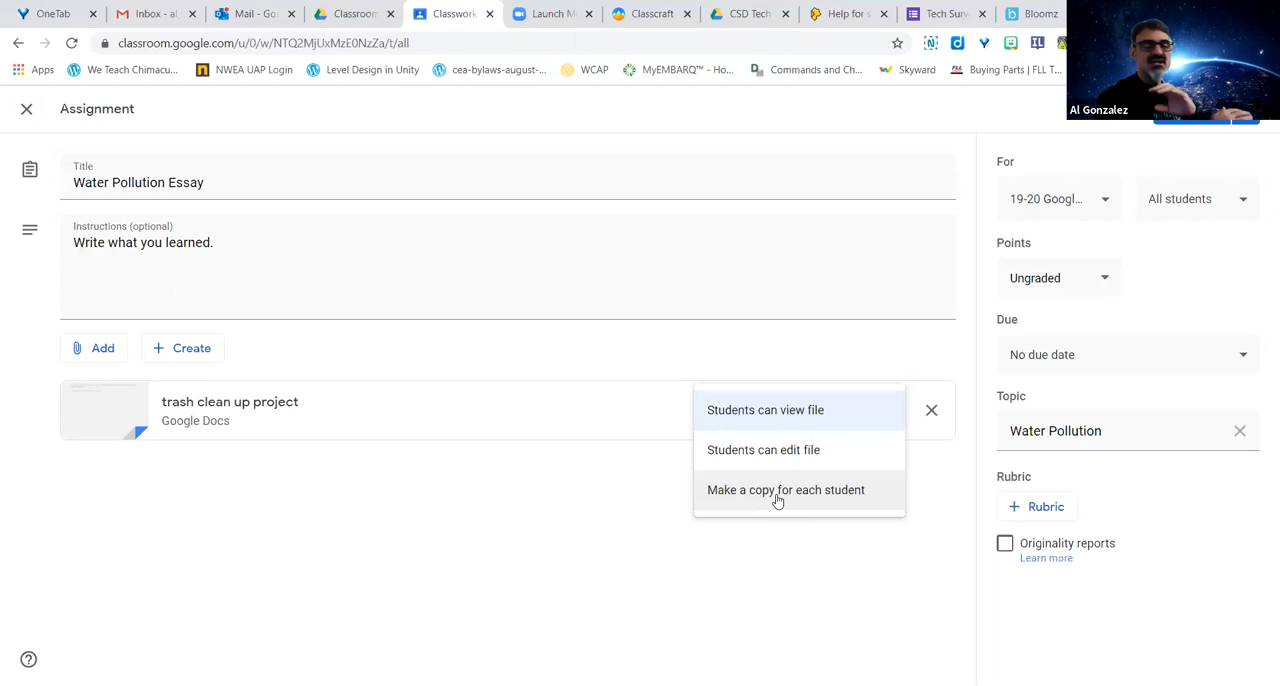 OneTab
Inbox - al
Mail - Go
Classroom
Classwork
Launch M
Classcraft
CSD Tech
Help for s
Tech Surv
Bloomz
classroom.google.com/u/0/w/NTQ2MjUxMzE0NzZa/t/all
Apps
We Teach Chimacu...
NWEA UAP Login
Level Design in Unity
cea-bylaws-august-...
WCAP
MyEMBARQ™ - Ho...
Commands and Ch...
Skyward
Buying Parts | FLL T...
Al Gonzalez
Assignment
Title
Water Pollution Essay
Instructions (optional)
Write what you learned.
Add
Create
trash clean up project
Google Docs
Students can view file
Students can edit file
Make a copy for each student
For
19-20 Googl...
All students
Points
Ungraded
Due
No due date
Topic
Water Pollution
Rubric
Rubric
Originality reports
Learn more